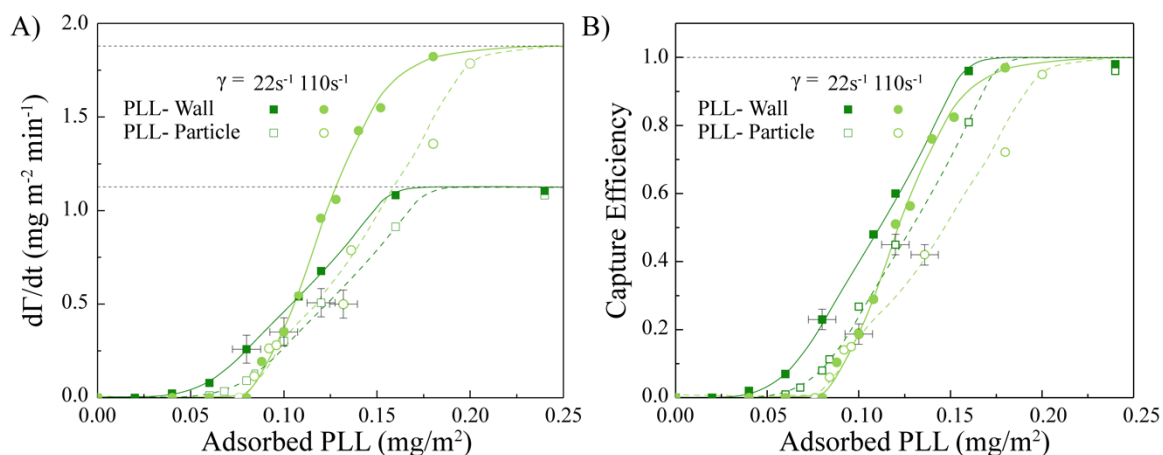 A)
dΓ/dt (mg m⁻² min⁻¹)
2.0
1.5
1.0
0.5
0.0
γ = 22s⁻¹ 110s⁻¹
PLL- Wall
PLL- Particle
0.00 0.05 0.10 0.15 0.20 0.25
Adsorbed PLL (mg/m²)
B)
Capture Efficiency
1.0
0.8
0.6
0.4
0.2
0.0
γ = 22s⁻¹ 110s⁻¹
PLL- Wall
PLL- Particle
0.00 0.05 0.10 0.15 0.20 0.25
Adsorbed PLL (mg/m²)